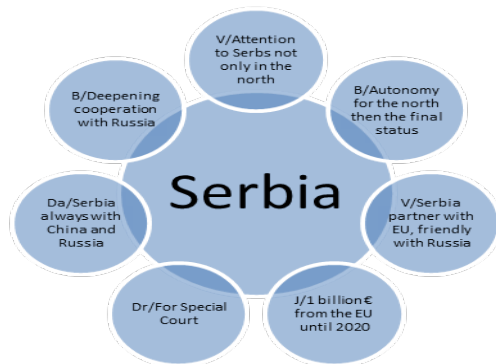 V/Attention
to Serbs not
only in the
north
B/Autonomy
for the north
then the final
status
V/Serbia
partner with
EU, friendly
with Russia
J/1 billion €
from the EU
until 2020
Dr/For Special
Court
Da/Serbia
always with
China and
Russia
B/Deepening
cooperation
with Russia
Serbia